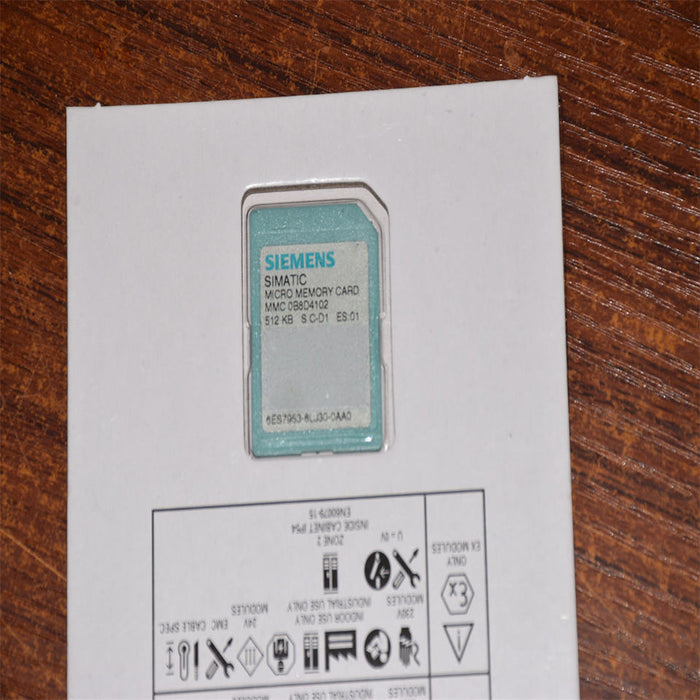 SIEMENS
SIMATIC
MICRO MEMORY CARD
MMC 0B8D4102
512 KB S C-D1 ES:01
6ES7953-8LJ30-0AA0
EMC CABLE SPEC
24V MODULES
INDOOR USE ONLY
INDUSTRIAL USE ONLY
230V MODULES
Ex
EX MODULES ONLY
U = 0V
ZONE 2
INSIDE CABINET IP54
EN60079-15